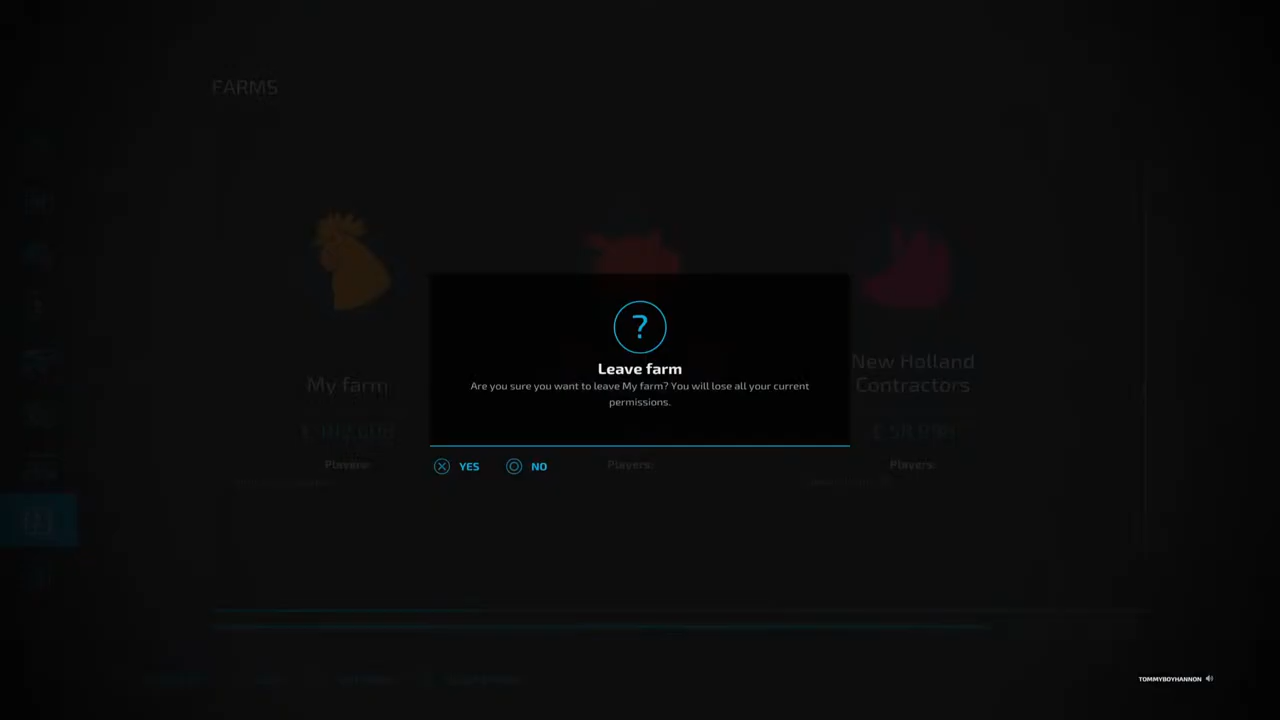 FARMS
Leave farm
Are you sure you want to leave My farm? You will lose all your current
permissions.
My farm
New Holland
Contractors
Players:
Players:
Players:
YES
NO
TOMMYBOYHANNON